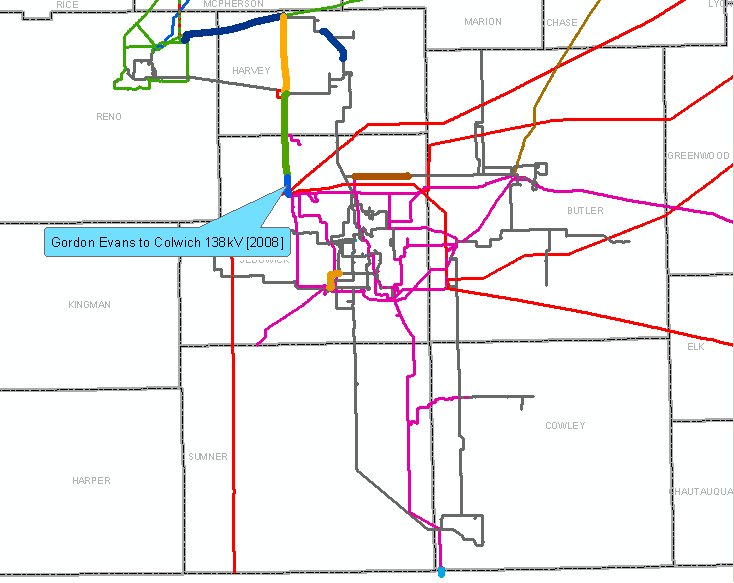 RICE
MCPHERSON
MARION
CHASE
LYO
HARVEY
RENO
GREENWOOD
BUTLER
Gordon Evans to Colwich 138kV [2008]
SEDGWICK
KINGMAN
ELK
SUMNER
COWLEY
HARPER
CHAUTAUQUA